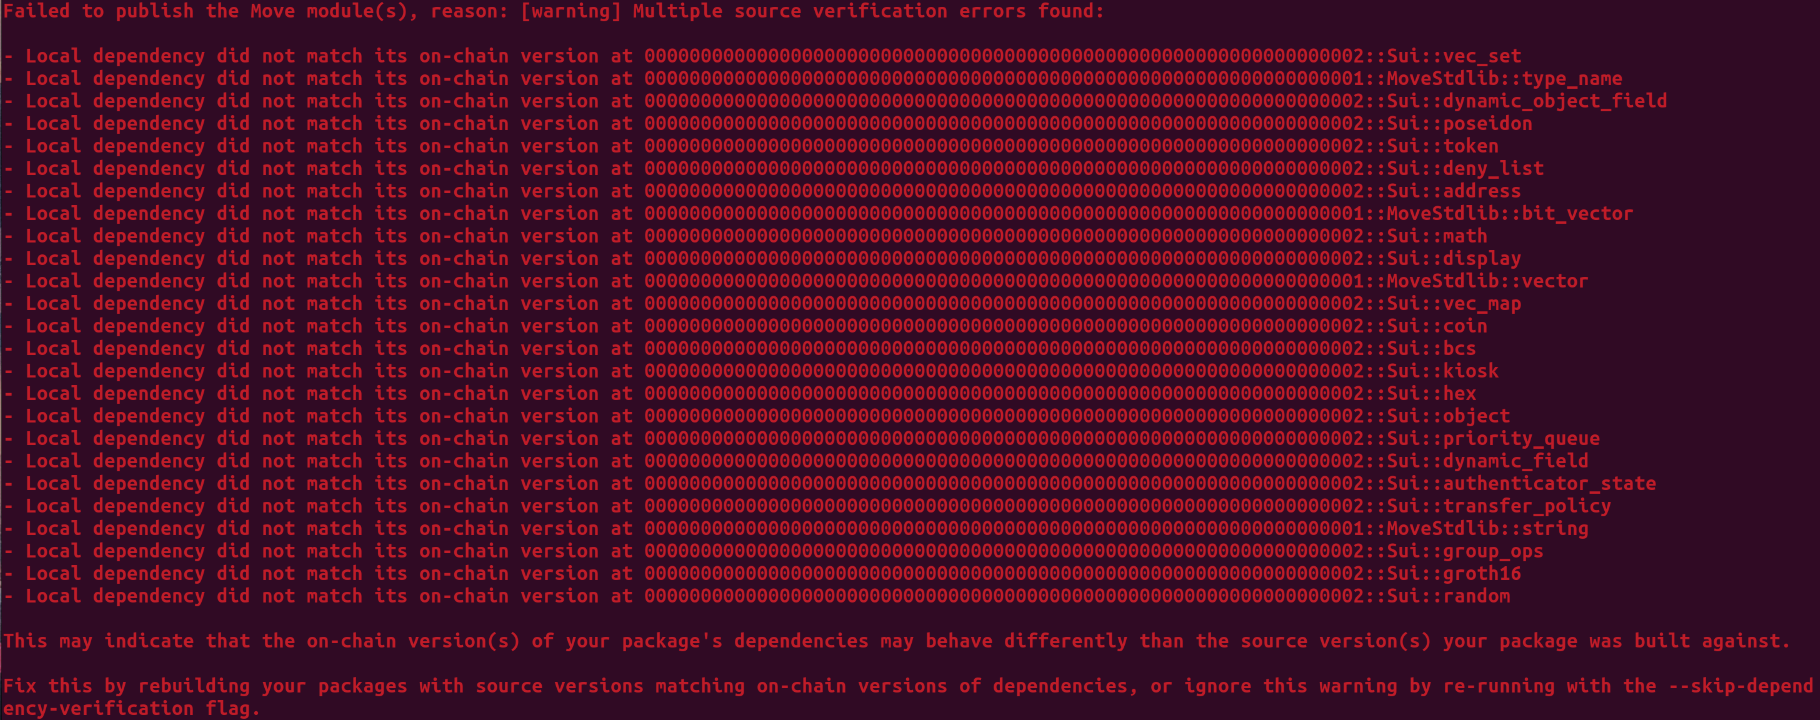 Failed to publish the Move module(s), reason: [warning] Multiple source verification errors found:
- Local dependency did not match its on-chain version at 0000000000000000000000000000000000000000000000000000000000000002::Sui::vec_set
- Local dependency did not match its on-chain version at 0000000000000000000000000000000000000000000000000000000000000001::MoveStdlib::type_name
- Local dependency did not match its on-chain version at 0000000000000000000000000000000000000000000000000000000000000002::Sui::dynamic_object_field
- Local dependency did not match its on-chain version at 0000000000000000000000000000000000000000000000000000000000000002::Sui::poseidon
- Local dependency did not match its on-chain version at 0000000000000000000000000000000000000000000000000000000000000002::Sui::token
- Local dependency did not match its on-chain version at 0000000000000000000000000000000000000000000000000000000000000002::Sui::deny_list
- Local dependency did not match its on-chain version at 0000000000000000000000000000000000000000000000000000000000000002::Sui::address
- Local dependency did not match its on-chain version at 0000000000000000000000000000000000000000000000000000000000000001::MoveStdlib::bit_vector
- Local dependency did not match its on-chain version at 0000000000000000000000000000000000000000000000000000000000000002::Sui::math
- Local dependency did not match its on-chain version at 0000000000000000000000000000000000000000000000000000000000000002::Sui::display
- Local dependency did not match its on-chain version at 0000000000000000000000000000000000000000000000000000000000000001::MoveStdlib::vector
- Local dependency did not match its on-chain version at 0000000000000000000000000000000000000000000000000000000000000002::Sui::vec_map
- Local dependency did not match its on-chain version at 0000000000000000000000000000000000000000000000000000000000000002::Sui::coin
- Local dependency did not match its on-chain version at 0000000000000000000000000000000000000000000000000000000000000002::Sui::bcs
- Local dependency did not match its on-chain version at 0000000000000000000000000000000000000000000000000000000000000002::Sui::kiosk
- Local dependency did not match its on-chain version at 0000000000000000000000000000000000000000000000000000000000000002::Sui::hex
- Local dependency did not match its on-chain version at 0000000000000000000000000000000000000000000000000000000000000002::Sui::object
- Local dependency did not match its on-chain version at 0000000000000000000000000000000000000000000000000000000000000002::Sui::priority_queue
- Local dependency did not match its on-chain version at 0000000000000000000000000000000000000000000000000000000000000002::Sui::dynamic_field
- Local dependency did not match its on-chain version at 0000000000000000000000000000000000000000000000000000000000000002::Sui::authenticator_state
- Local dependency did not match its on-chain version at 0000000000000000000000000000000000000000000000000000000000000002::Sui::transfer_policy
- Local dependency did not match its on-chain version at 0000000000000000000000000000000000000000000000000000000000000001::MoveStdlib::string
- Local dependency did not match its on-chain version at 0000000000000000000000000000000000000000000000000000000000000002::Sui::group_ops
- Local dependency did not match its on-chain version at 0000000000000000000000000000000000000000000000000000000000000002::Sui::groth16
- Local dependency did not match its on-chain version at 0000000000000000000000000000000000000000000000000000000000000002::Sui::random
This may indicate that the on-chain version(s) of your package's dependencies may behave differently than the source version(s) your package was built against.
Fix this by rebuilding your packages with source versions matching on-chain versions of dependencies, or ignore this warning by re-running with the --skip-depend
ency-verification flag.